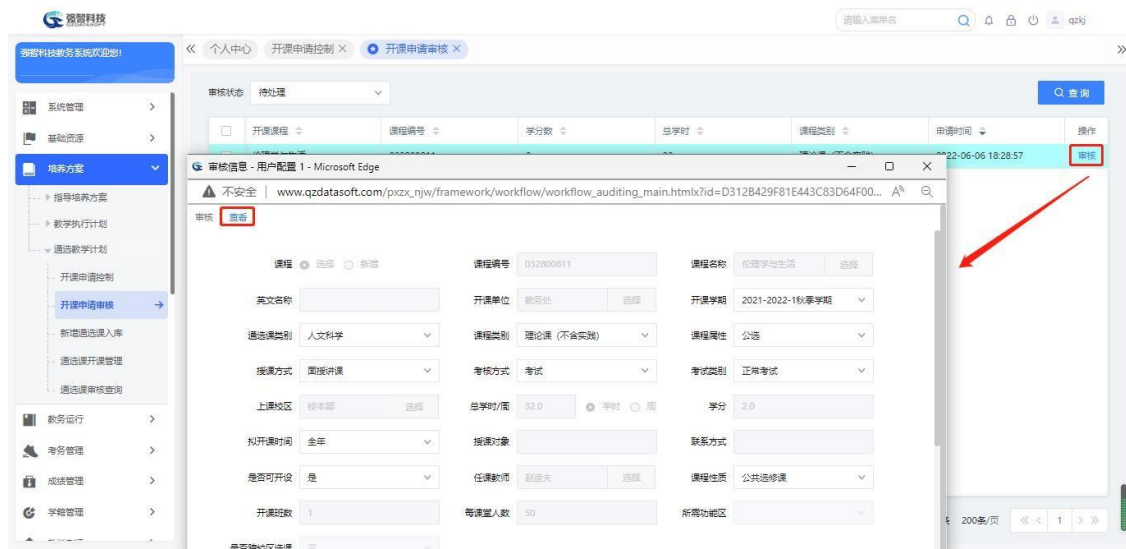 强智科技
QZDATASOFT
请输入菜单名
qzkj
强智科技教务系统欢迎您!
个人中心 开课申请控制 开课申请审核
审核状态 待处理 查询
开课课程 课程编号 学分数 总学时 课程类别 申请时间 操作
2022-06-06 18:28:57 审核
系统管理
基础资源
培养方案
指导培养方案
教学执行计划
通选教学计划
开课申请控制
开课申请审核
新增通选课入库
通选课开课管理
通选课审核查询
教务运行
考务管理
成绩管理
学籍管理
审核信息 - 用户配置 1 - Microsoft Edge
不安全 | www.qzdatasoft.com/pxzx_njw/framework/workflow/workflow_auditing_main.htmlx?id=D312B429F81E443C83D64F00...
审核 查看
课程 选择 新增 课程编号 032800811 课程名称 伦理学与生活 选择
英文名称 开课单位 教务处 选择 开课学期 2021-2022-1秋季学期
通选课类别 人文科学 课程类别 理论课（不含实践） 课程属性 公选
授课方式 面授讲课 考核方式 考试 考试类别 正常考试
上课校区 校本部 选择 总学时/周 32.0 学时 周 学分 2.0
拟开课时间 全年 授课对象 联系方式
是否可开设 是 任课教师 选择 课程性质 公共选修课
开课班数 1 每课堂人数 50 所需功能区
是否跨校区选课
200条/页 1